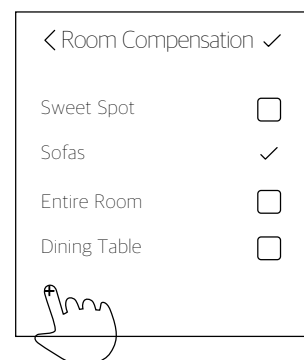 Room Compensation
Sweet Spot
Sofas
Entire Room
Dining Table